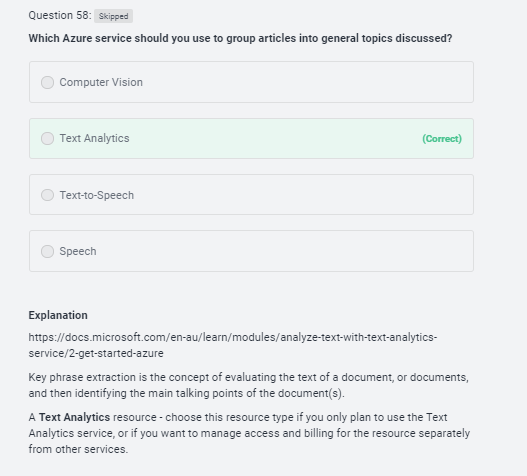 Question 58: Skipped
Which Azure service should you use to group articles into general topics discussed?
Computer Vision
Text Analytics (Correct)
Text-to-Speech
Speech
Explanation
https://docs.microsoft.com/en-au/learn/modules/analyze-text-with-text-analytics-
service/2-get-started-azure
Key phrase extraction is the concept of evaluating the text of a document, or documents,
and then identifying the main talking points of the document(s).
A Text Analytics resource - choose this resource type if you only plan to use the Text
Analytics service, or if you want to manage access and billing for the resource separately
from other services.